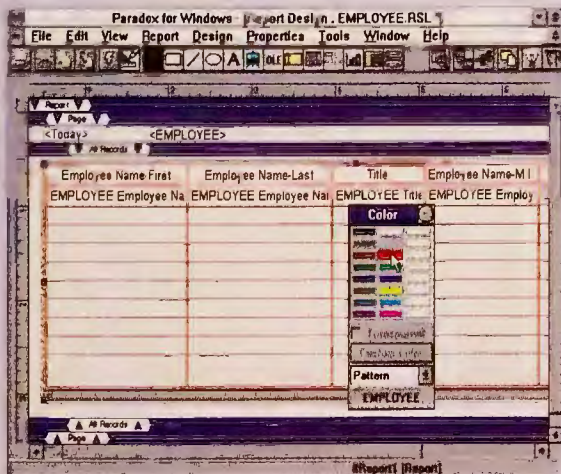 Paradox for Windows - [Report Design . EMPLOYEE.RSL
File Edit View Report Design Properties Tools Window Help
A OLE
Report
Page
<Today> <EMPLOYEE>
All Records
Employee Name-First Employee Name-Last Title Employee Name-M I
EMPLOYEE Employee Na EMPLOYEE Employee Nai EMPLOYEE Title EMPLOYEE Employ
Color
Transparent
Pattern
EMPLOYEE
All Records
Page
#Report1 [Report]